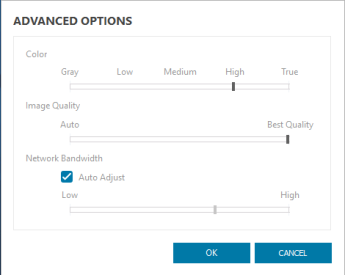 ADVANCED OPTIONS
Color
Gray Low Medium High True
Image Quality
Auto Best Quality
Network Bandwidth
Auto Adjust
Low High
OK CANCEL